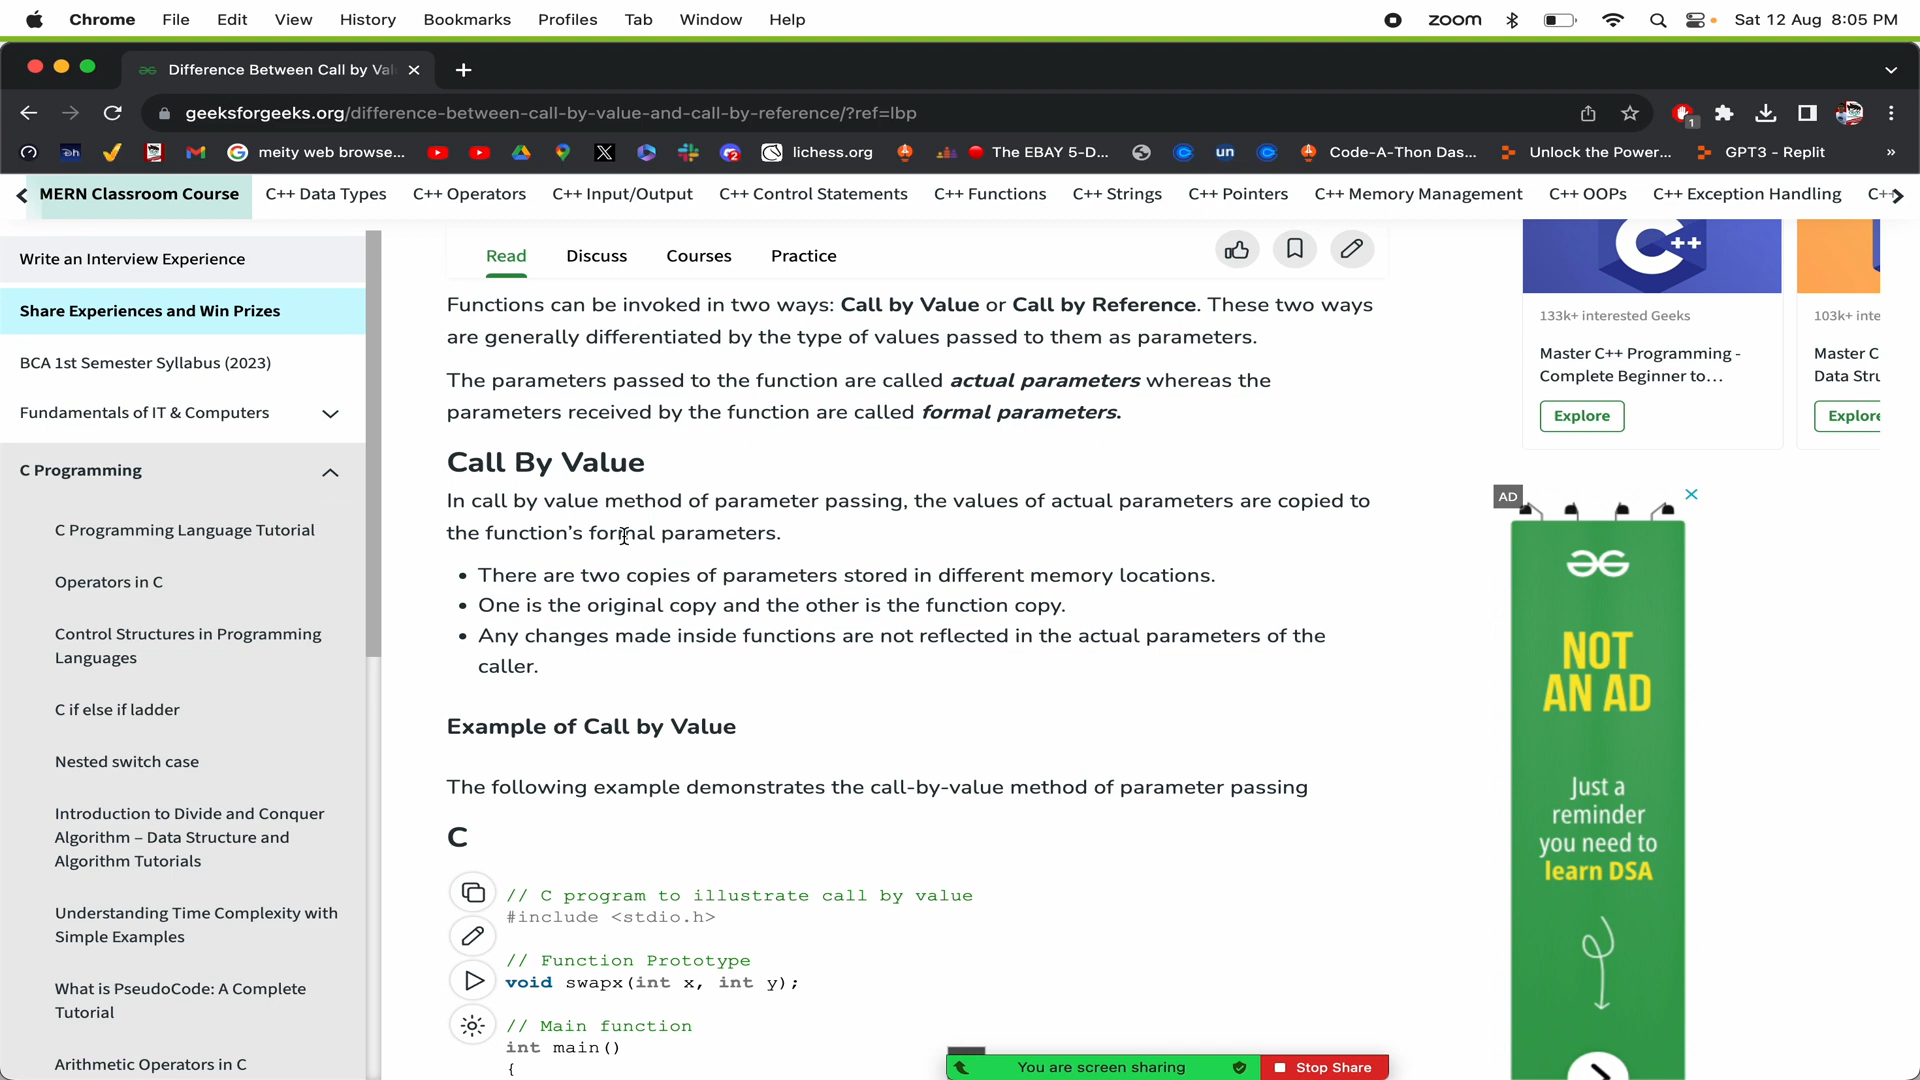 Chrome File Edit View History Bookmarks Profiles Tab Window Help zoom Sat 12 Aug 8:05 PM
Difference Between Call by Val
geeksforgeeks.org/difference-between-call-by-value-and-call-by-reference/?ref=lbp
meity web browse... lichess.org The EBAY 5-D... un Code-A-Thon Das... Unlock the Power... GPT3 - Replit »
MERN Classroom Course C++ Data Types C++ Operators C++ Input/Output C++ Control Statements C++ Functions C++ Strings C++ Pointers C++ Memory Management C++ OOPs C++ Exception Handling
Write an Interview Experience
Share Experiences and Win Prizes
BCA 1st Semester Syllabus (2023)
Fundamentals of IT & Computers
C Programming
C Programming Language Tutorial
Operators in C
Control Structures in Programming
Languages
C if else if ladder
Nested switch case
Introduction to Divide and Conquer
Algorithm – Data Structure and
Algorithm Tutorials
Understanding Time Complexity with
Simple Examples
What is PseudoCode: A Complete
Tutorial
Arithmetic Operators in C
Read Discuss Courses Practice
Functions can be invoked in two ways: Call by Value or Call by Reference. These two ways
are generally differentiated by the type of values passed to them as parameters.
The parameters passed to the function are called actual parameters whereas the
parameters received by the function are called formal parameters.
Call By Value
In call by value method of parameter passing, the values of actual parameters are copied to
the function’s formal parameters.
• There are two copies of parameters stored in different memory locations.
• One is the original copy and the other is the function copy.
• Any changes made inside functions are not reflected in the actual parameters of the
caller.
Example of Call by Value
The following example demonstrates the call-by-value method of parameter passing
C
// C program to illustrate call by value
#include <stdio.h>
// Function Prototype
void swapx(int x, int y);
// Main function
int main()
{
C++
133k+ interested Geeks
Master C++ Programming -
Complete Beginner to...
Explore
103k+ inte
Master C
Data Stru
Explore
AD
NOT
AN AD
Just a
reminder
you need to
learn DSA
You are screen sharing Stop Share